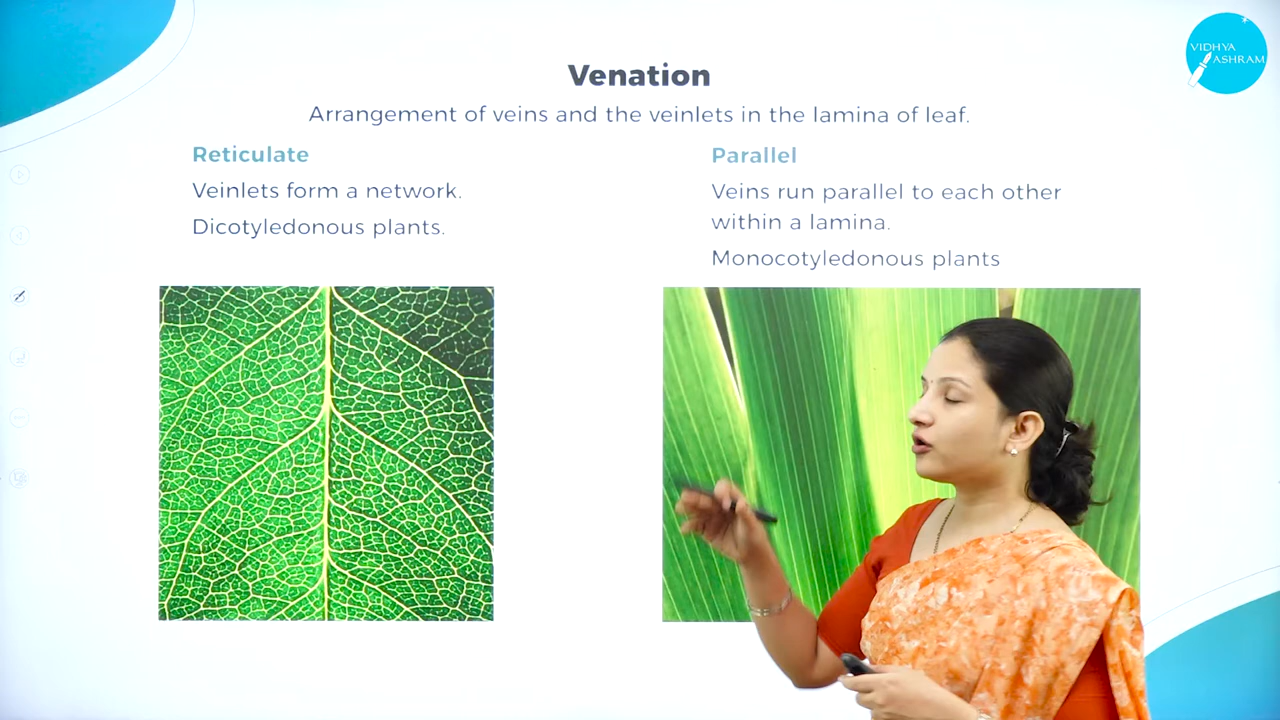 VIDHYA
ASHRAM
Venation
Arrangement of veins and the veinlets in the lamina of leaf.
Reticulate
Veinlets form a network.
Dicotyledonous plants.
Parallel
Veins run parallel to each other
within a lamina.
Monocotyledonous plants